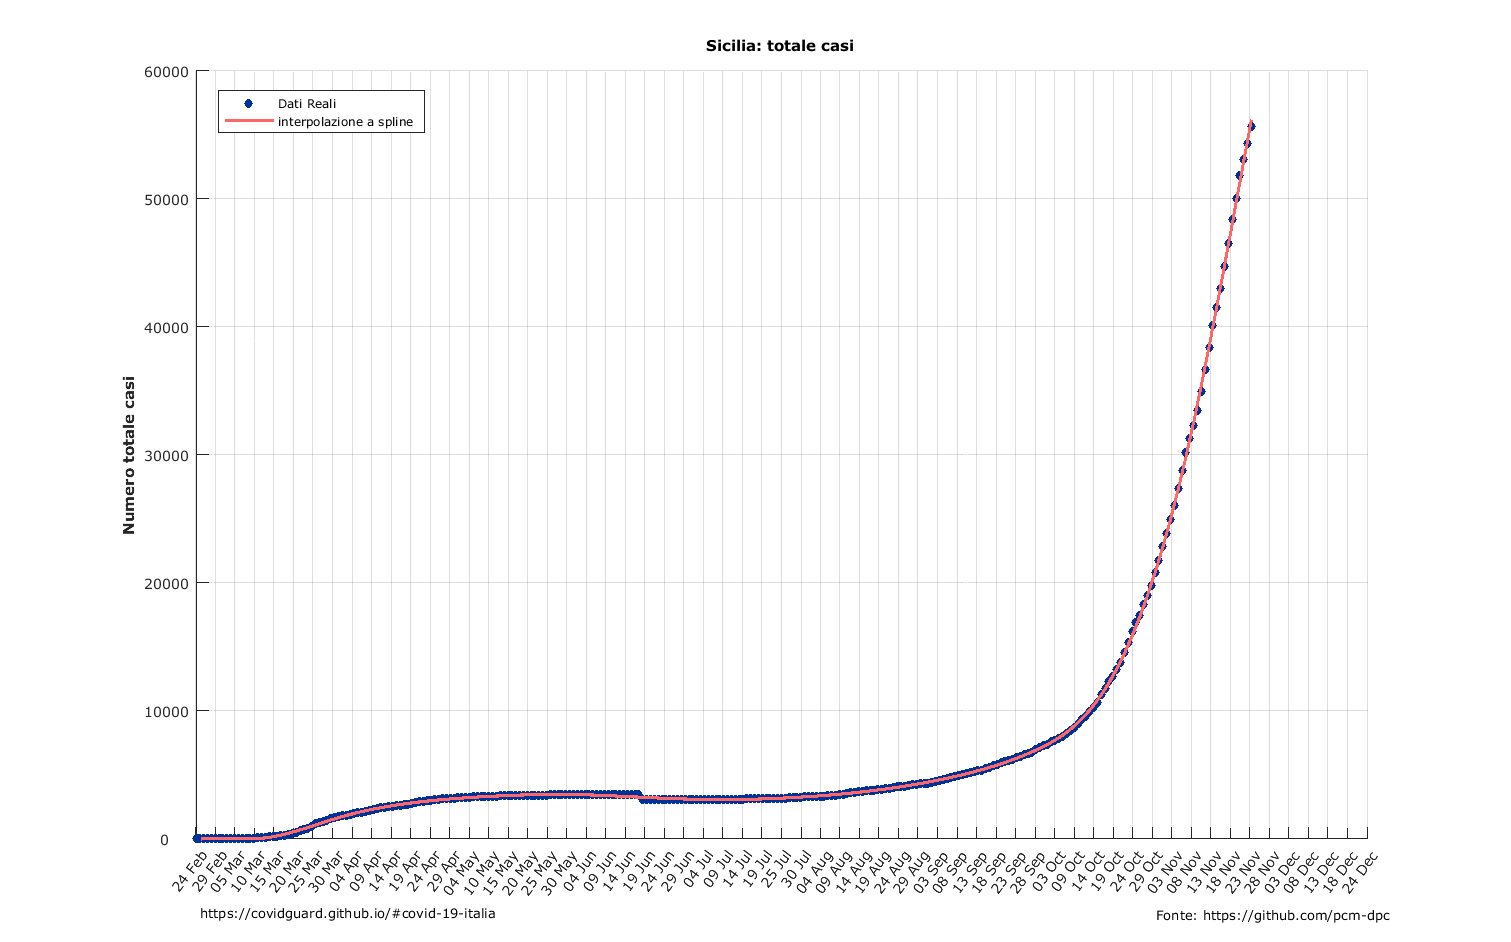 Sicilia: totale casi
60000
50000
40000
30000
20000
10000
0
Numero totale casi
Dati Reali
interpolazione a spline
24 Feb
29 Feb
05 Mar
10 Mar
15 Mar
20 Mar
25 Mar
30 Mar
04 Apr
09 Apr
14 Apr
19 Apr
24 Apr
29 Apr
04 May
10 May
15 May
20 May
25 May
30 May
04 Jun
09 Jun
14 Jun
19 Jun
24 Jun
29 Jun
04 Jul
09 Jul
14 Jul
19 Jul
25 Jul
30 Jul
04 Aug
09 Aug
14 Aug
19 Aug
24 Aug
29 Aug
03 Sep
08 Sep
13 Sep
18 Sep
23 Sep
28 Sep
03 Oct
09 Oct
14 Oct
19 Oct
24 Oct
29 Oct
03 Nov
08 Nov
13 Nov
18 Nov
23 Nov
28 Nov
03 Dec
08 Dec
13 Dec
18 Dec
24 Dec
https://covidguard.github.io/#covid-19-italia
Fonte: https://github.com/pcm-dpc